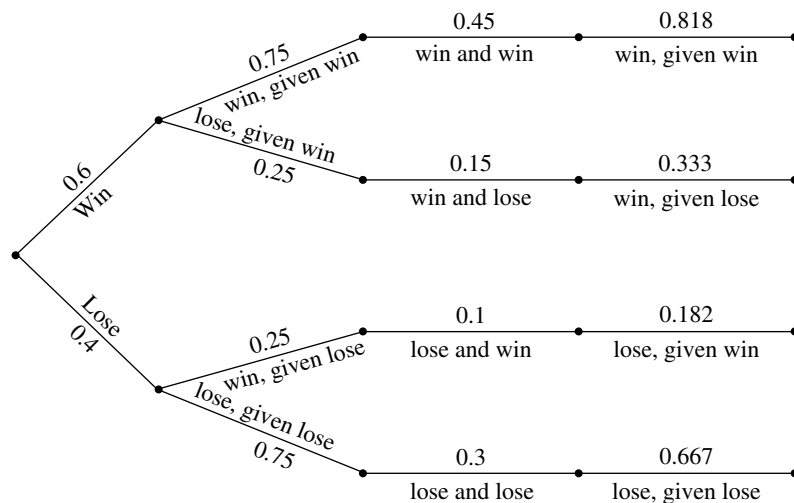 0.6
Win
Lose
0.4
0.75
win, given win
lose, given win
0.25
0.25
win, given lose
lose, given lose
0.75
0.45
win and win
0.818
win, given win
0.15
win and lose
0.333
win, given lose
0.1
lose and win
0.182
lose, given win
0.3
lose and lose
0.667
lose, given lose